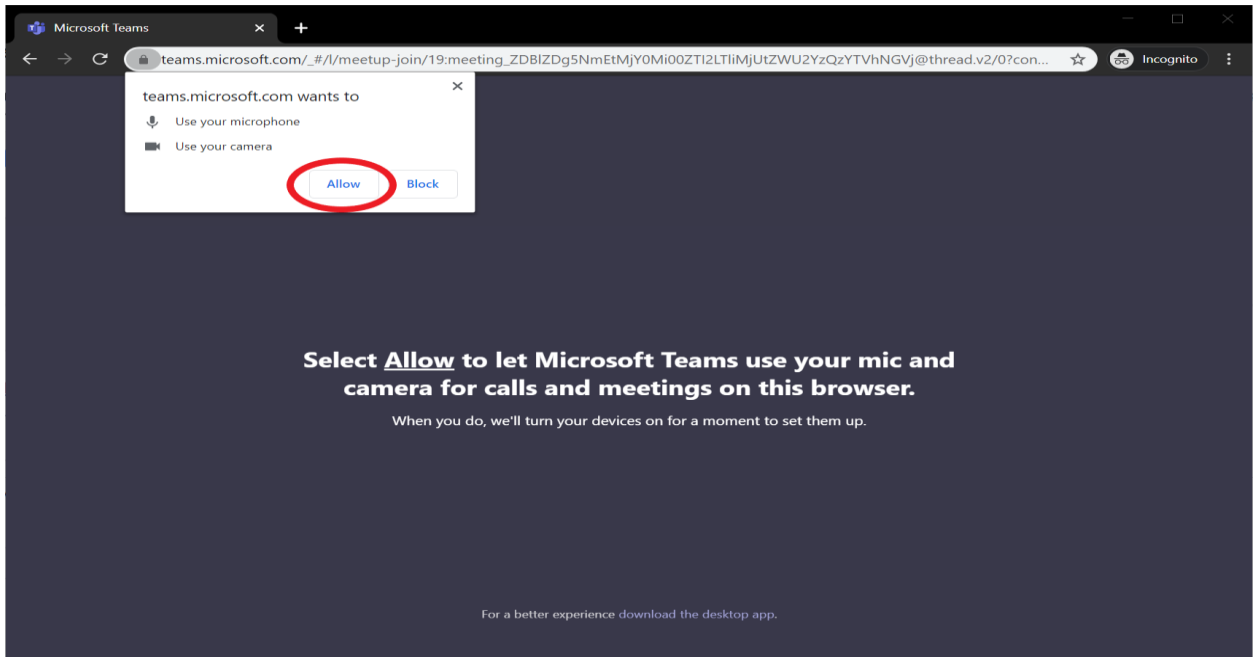 Microsoft Teams
teams.microsoft.com/_#/l/meetup-join/19:meeting_ZDBlZDg5NmEtMjY0Mi00ZTI2LTliMjUtZWU2YzQzYTVhNGVj@thread.v2/0?con...
Incognito
teams.microsoft.com wants to
Use your microphone
Use your camera
Allow Block
Select Allow to let Microsoft Teams use your mic and
camera for calls and meetings on this browser.
When you do, we'll turn your devices on for a moment to set them up.
For a better experience download the desktop app.